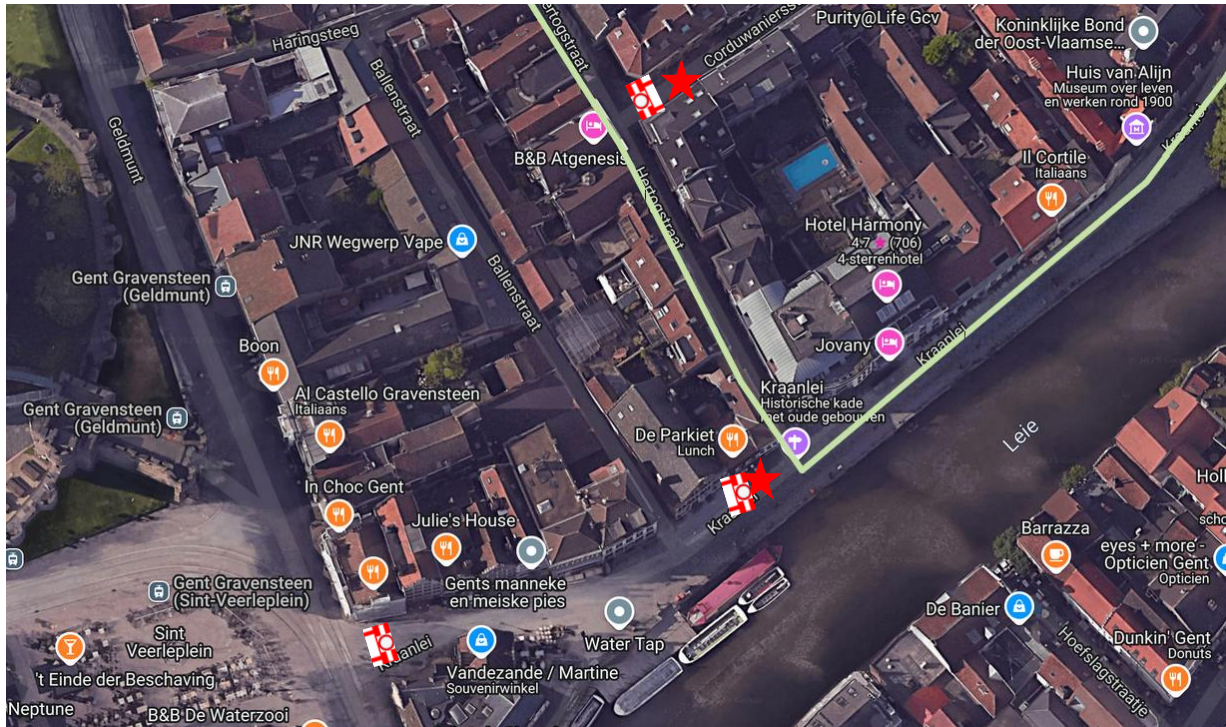 Purity@Life Gcv
Koninklijke Bond
der Oost-Vlaamse...
Haringsteeg
Hertogstraat
Corduwanierss
Ballenstraat
Huis van Alijn
Museum over leven
en werken rond 1900
Geldmunt
B&B Atgenesis
Kraanlei
Il Cortile
Italiaans
Hertogstraat
JNR Wegwerp Vape
Hotel Harmony
4,7 ★ (706)
4-sterrenhotel
Ballenstraat
Gent Gravensteen
(Geldmunt)
Boon
Jovany
Kraanlei
Al Castello Gravensteen
Italiaans
Kraanlei
Historische kade
met oude gebouwen
Gent Gravensteen
(Geldmunt)
De Parkiet
Lunch
Leie
In Choc Gent
Julie's House
Barrazza
eyes + more -
Opticien Gent
Opticien
Gents manneke
en meiske pies
Gent Gravensteen
(Sint-Veerleplein)
De Banier
Sint
Veerleplein
Water Tap
Kraanlei
Hoefslagstraatje
Dunkin' Gent
Donuts
't Einde der Beschaving
Vandezande / Martine
Souvenirwinkel
Neptune
B&B De Waterzooi